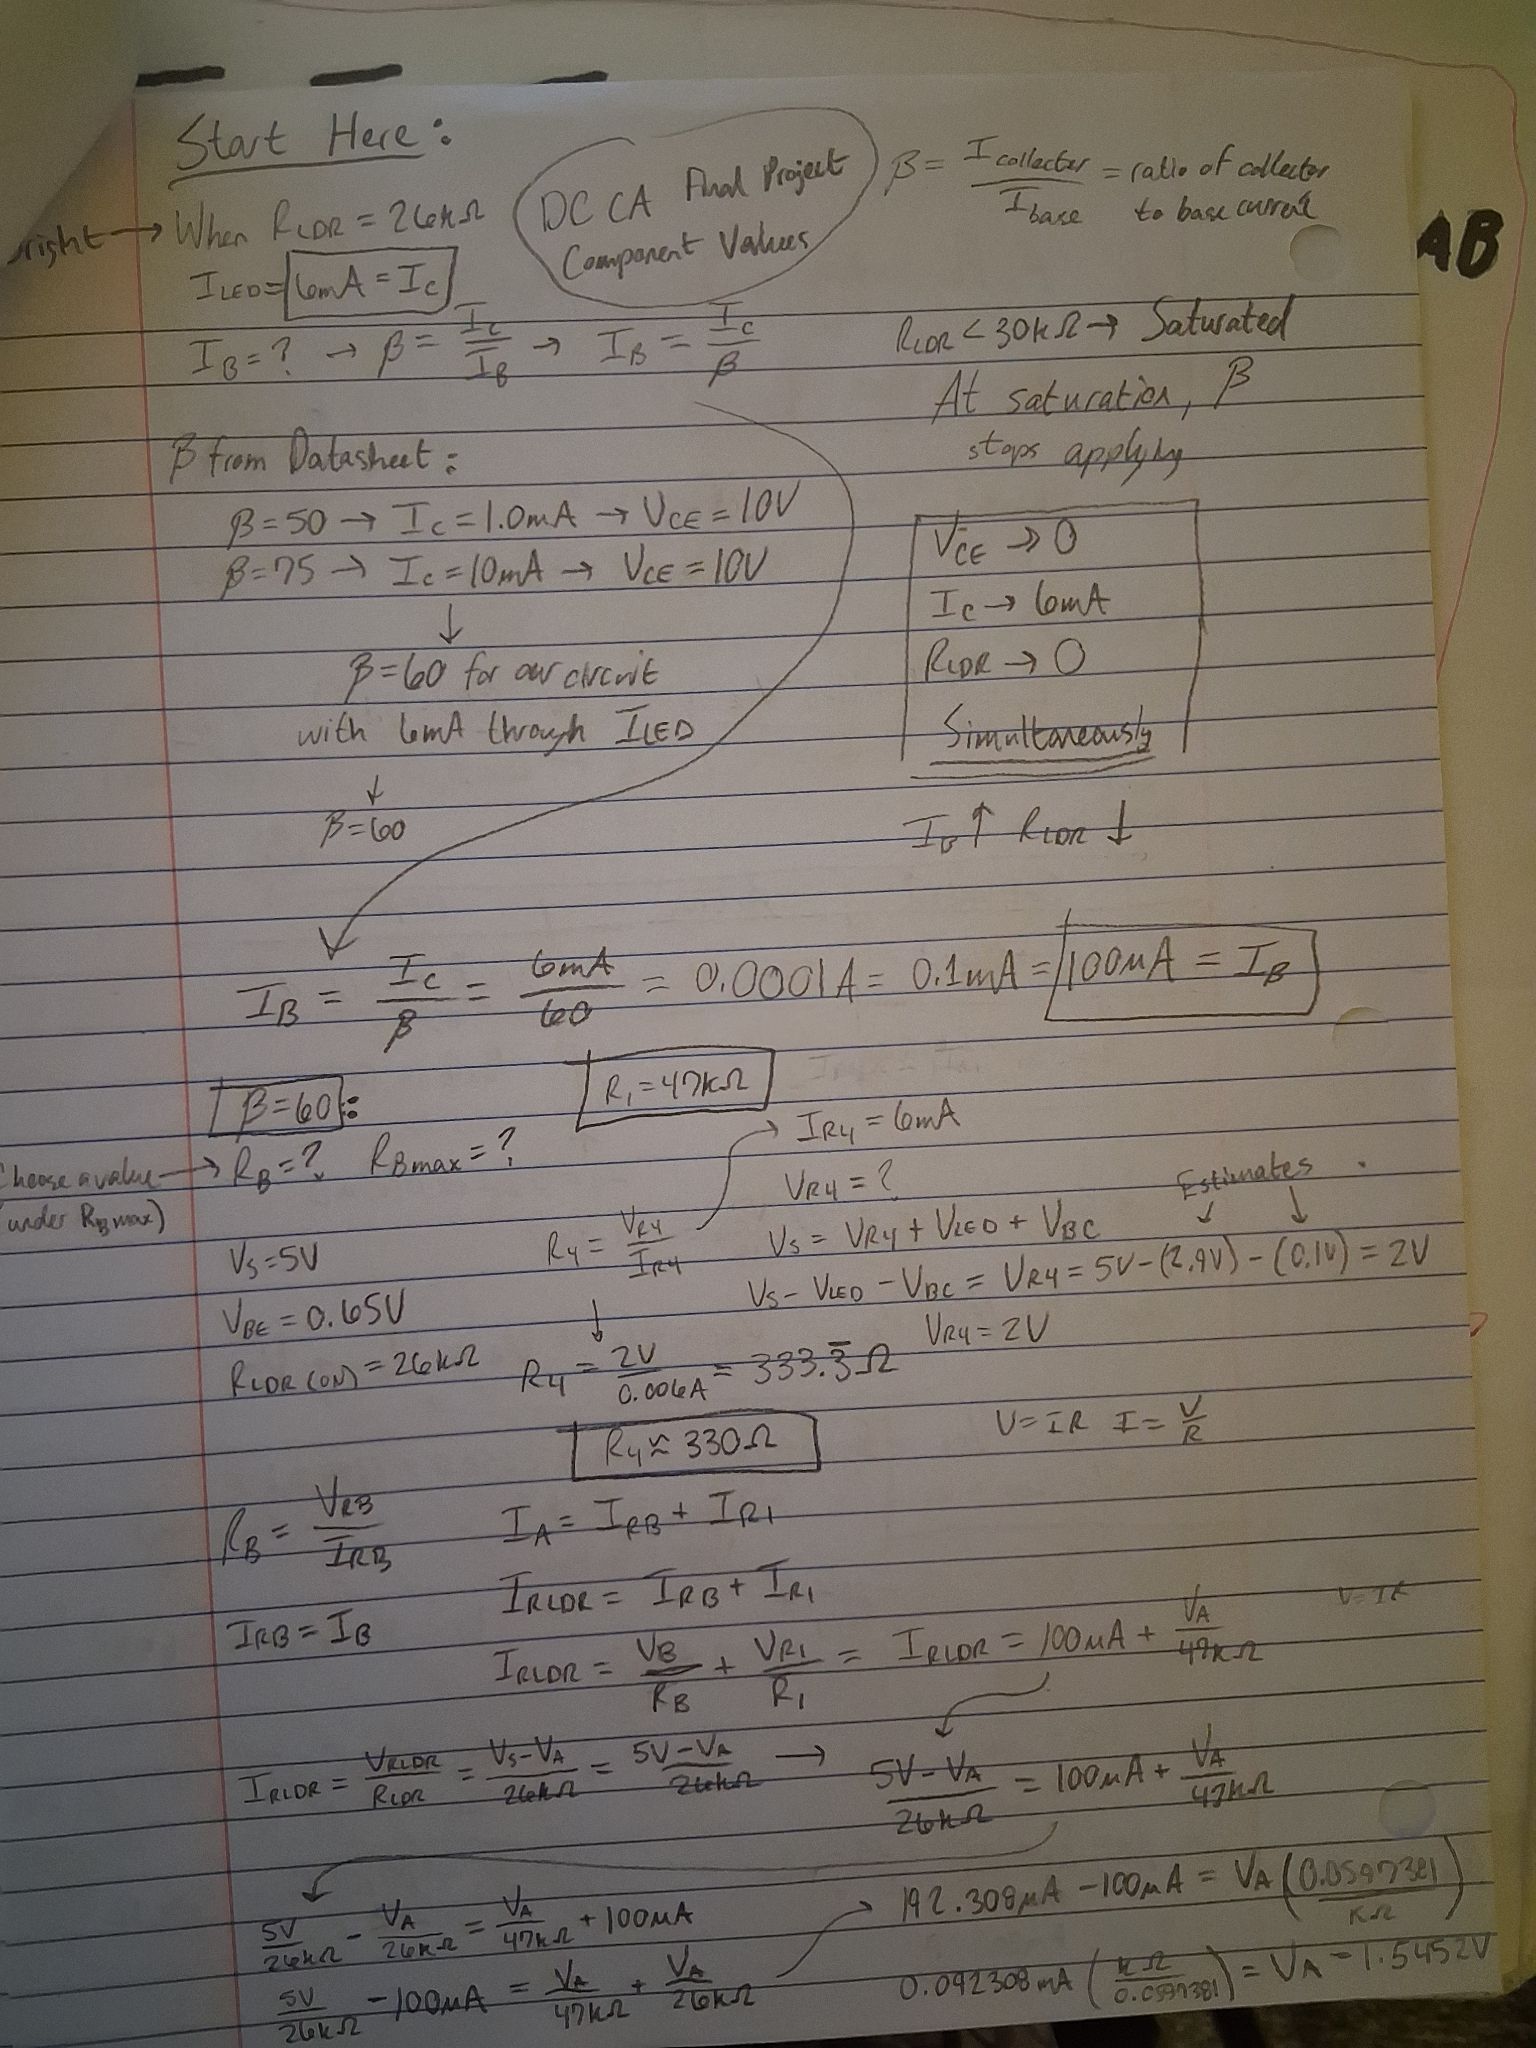 Start Here:
DCCA Final Project
Component Values
β = I collector / I base = ratio of collector
to base current
AB
right → When RLDR = 26kΩ
ILED = 6mA = IC
IB = ? → β = IC / IB → IB = IC / β
RLDR < 30kΩ → Saturated
At saturation, β
stops applying
β from Datasheet:
β = 50 → IC = 1.0mA → VCE = 10V
β = 75 → IC = 10mA → VCE = 10V
↓
β = 60 for our circuit
with 6mA through ILED
↓
β = 60
VCE → 0
IC → 6mA
RLDR → 0
Simultaneously
IB ↑ RLDR ↓
IB = IC / β = 6mA / 60 = 0.0001A = 0.1mA = 100μA = IB
β = 60:
R1 = 47kΩ
Choose a value → RB = ? RBmax = ?
(under RBmax)
IR4 = 6mA
VR4 = ?
Estimates
VS = 5V
R4 = VR4 / IR4
VS = VR4 + VLED + VBC
VS - VLED - VBC = VR4 = 5V - (2.9V) - (0.1V) = 2V
VBE = 0.65V
VR4 = 2V
RLDR(ON) = 26kΩ
R4 = 2V / 0.006A = 333.3̅Ω
R4 ≈ 330Ω
V = IR I = V / R
RB = VRB / IRB
IA = IRB + IR1
IRLDR = IRB + IR1
IRB = IB
V = IR
IRLDR = VB / RB + VR1 / R1 = IRLDR = 100μA + VA / 47kΩ
IRLDR = VRLDR / RLDR = VS - VA / 26kΩ = 5V - VA / 26kΩ → 5V - VA / 26kΩ = 100μA + VA / 47kΩ
5V / 26kΩ - VA / 26kΩ = VA / 47kΩ + 100μA
5V / 26kΩ - 100μA = VA / 47kΩ + VA / 26kΩ
192.308μA - 100μA = VA (0.0597381 / kΩ)
0.092308mA (kΩ / 0.0597381) = VA = 1.5452V